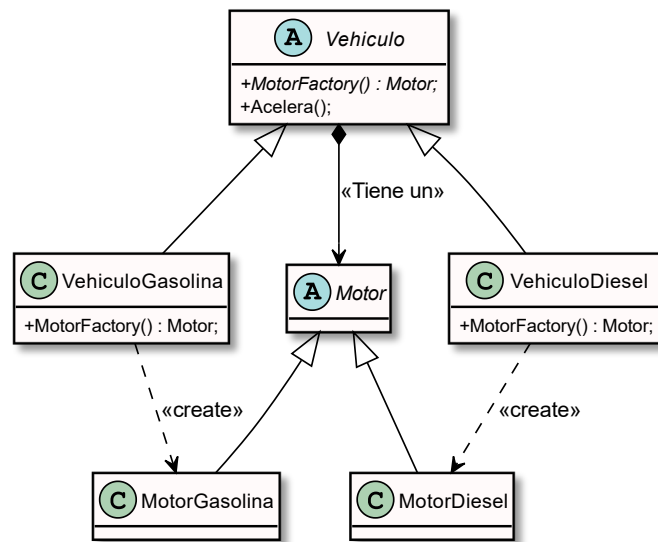 A Vehiculo
+MotorFactory() : Motor;
+Acelera();
«Tiene un»
C VehiculoGasolina
+MotorFactory() : Motor;
A Motor
C VehiculoDiesel
+MotorFactory() : Motor;
«create»
«create»
C MotorGasolina
C MotorDiesel